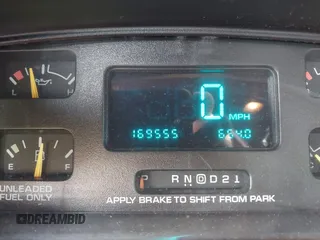 0 MPH
L H
169555 684.0
E F
P R N D D 2 1
UNLEADED
FUEL ONLY
APPLY BRAKE TO SHIFT FROM PARK
DREAMBID